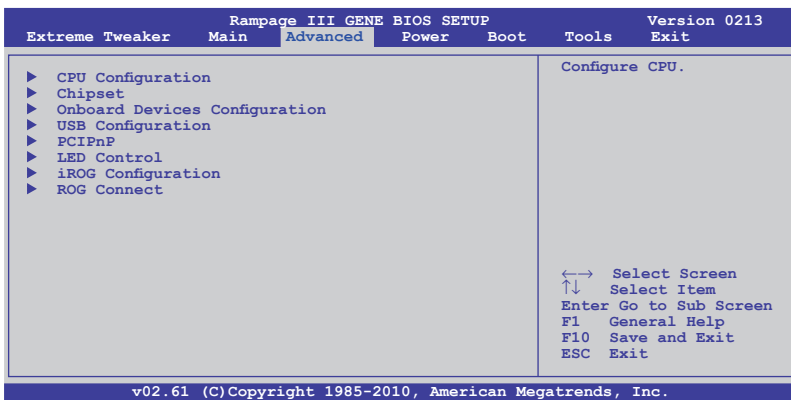 Rampage III GENE BIOS SETUP Version 0213
Extreme Tweaker Main Advanced Power Boot Tools Exit
CPU Configuration
Chipset
Onboard Devices Configuration
USB Configuration
PCIPnP
LED Control
iROG Configuration
ROG Connect
Configure CPU.
←→ Select Screen
↑↓ Select Item
Enter Go to Sub Screen
F1 General Help
F10 Save and Exit
ESC Exit
v02.61 (C)Copyright 1985-2010, American Megatrends, Inc.